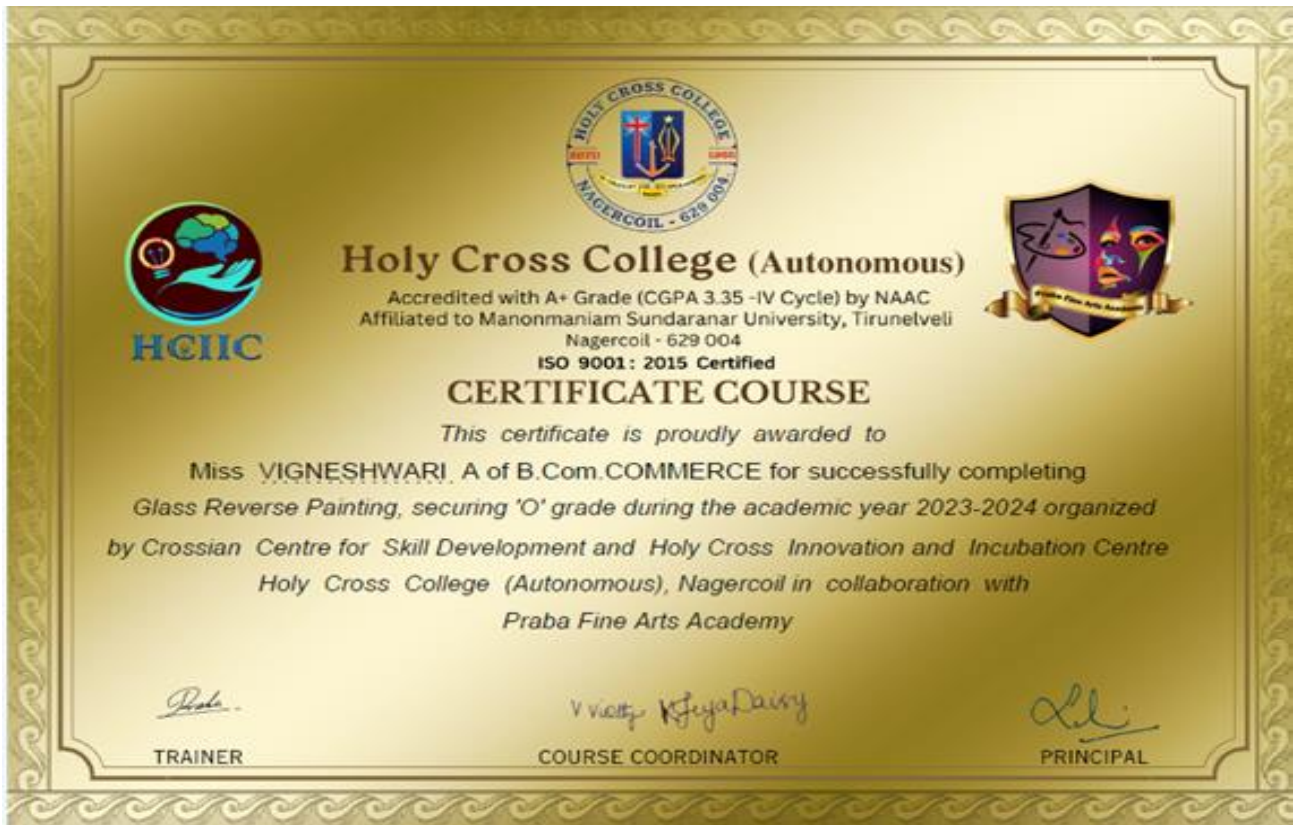 HOLY CROSS COLLEGE
NAGERCOIL - 629 004
HCIIC
Praba Fine Arts Academy
Holy Cross College (Autonomous)
Accredited with A+ Grade (CGPA 3.35 -IV Cycle) by NAAC
Affiliated to Manonmaniam Sundaranar University, Tirunelveli
Nagercoil - 629 004
ISO 9001: 2015 Certified
CERTIFICATE COURSE
This certificate is proudly awarded to
Miss VIGNESHWARI. A of B.Com.COMMERCE for successfully completing
Glass Reverse Painting, securing 'O' grade during the academic year 2023-2024 organized
by Crossian Centre for Skill Development and Holy Cross Innovation and Incubation Centre
Holy Cross College (Autonomous), Nagercoil in collaboration with
Praba Fine Arts Academy
TRAINER
COURSE COORDINATOR
PRINCIPAL